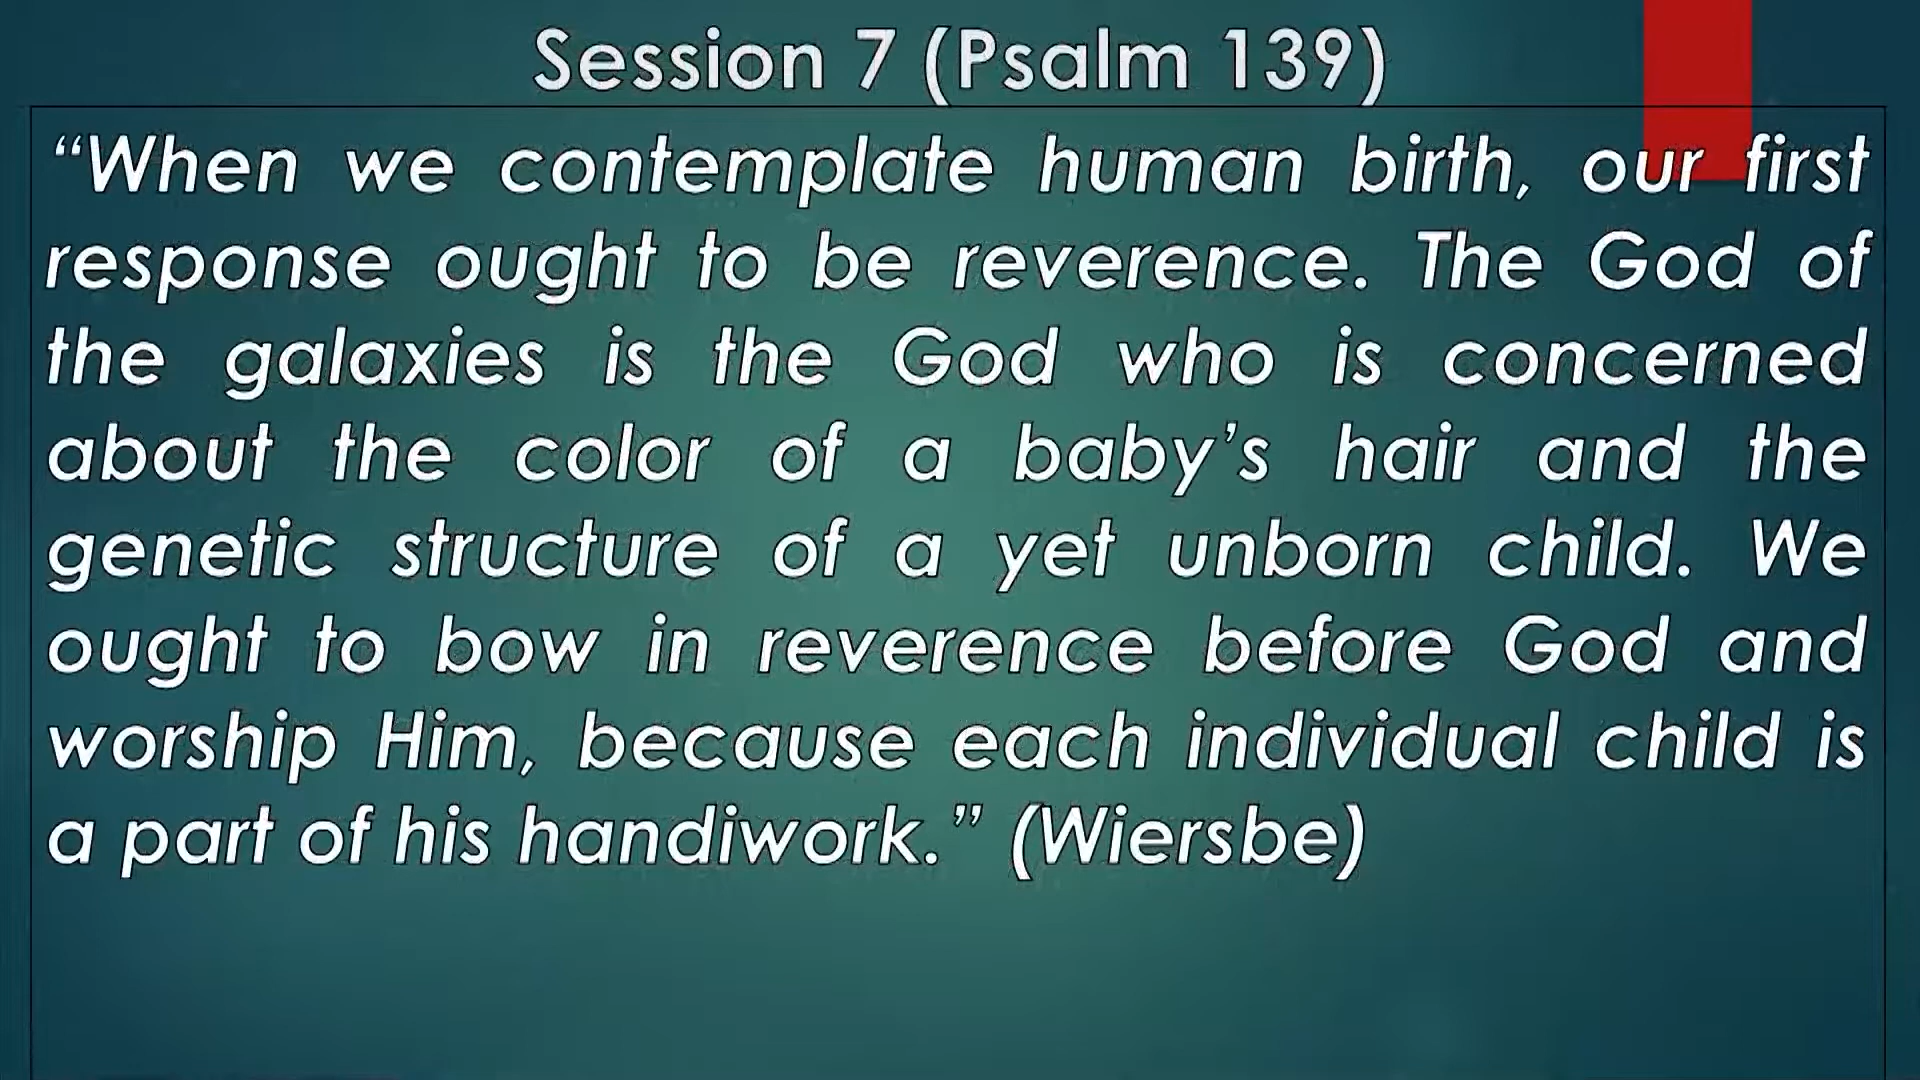 Session 7 (Psalm 139)
“When we contemplate human birth, our first
response ought to be reverence. The God of
the galaxies is the God who is concerned
about the color of a baby’s hair and the
genetic structure of a yet unborn child. We
ought to bow in reverence before God and
worship Him, because each individual child is
a part of his handiwork.” (Wiersbe)